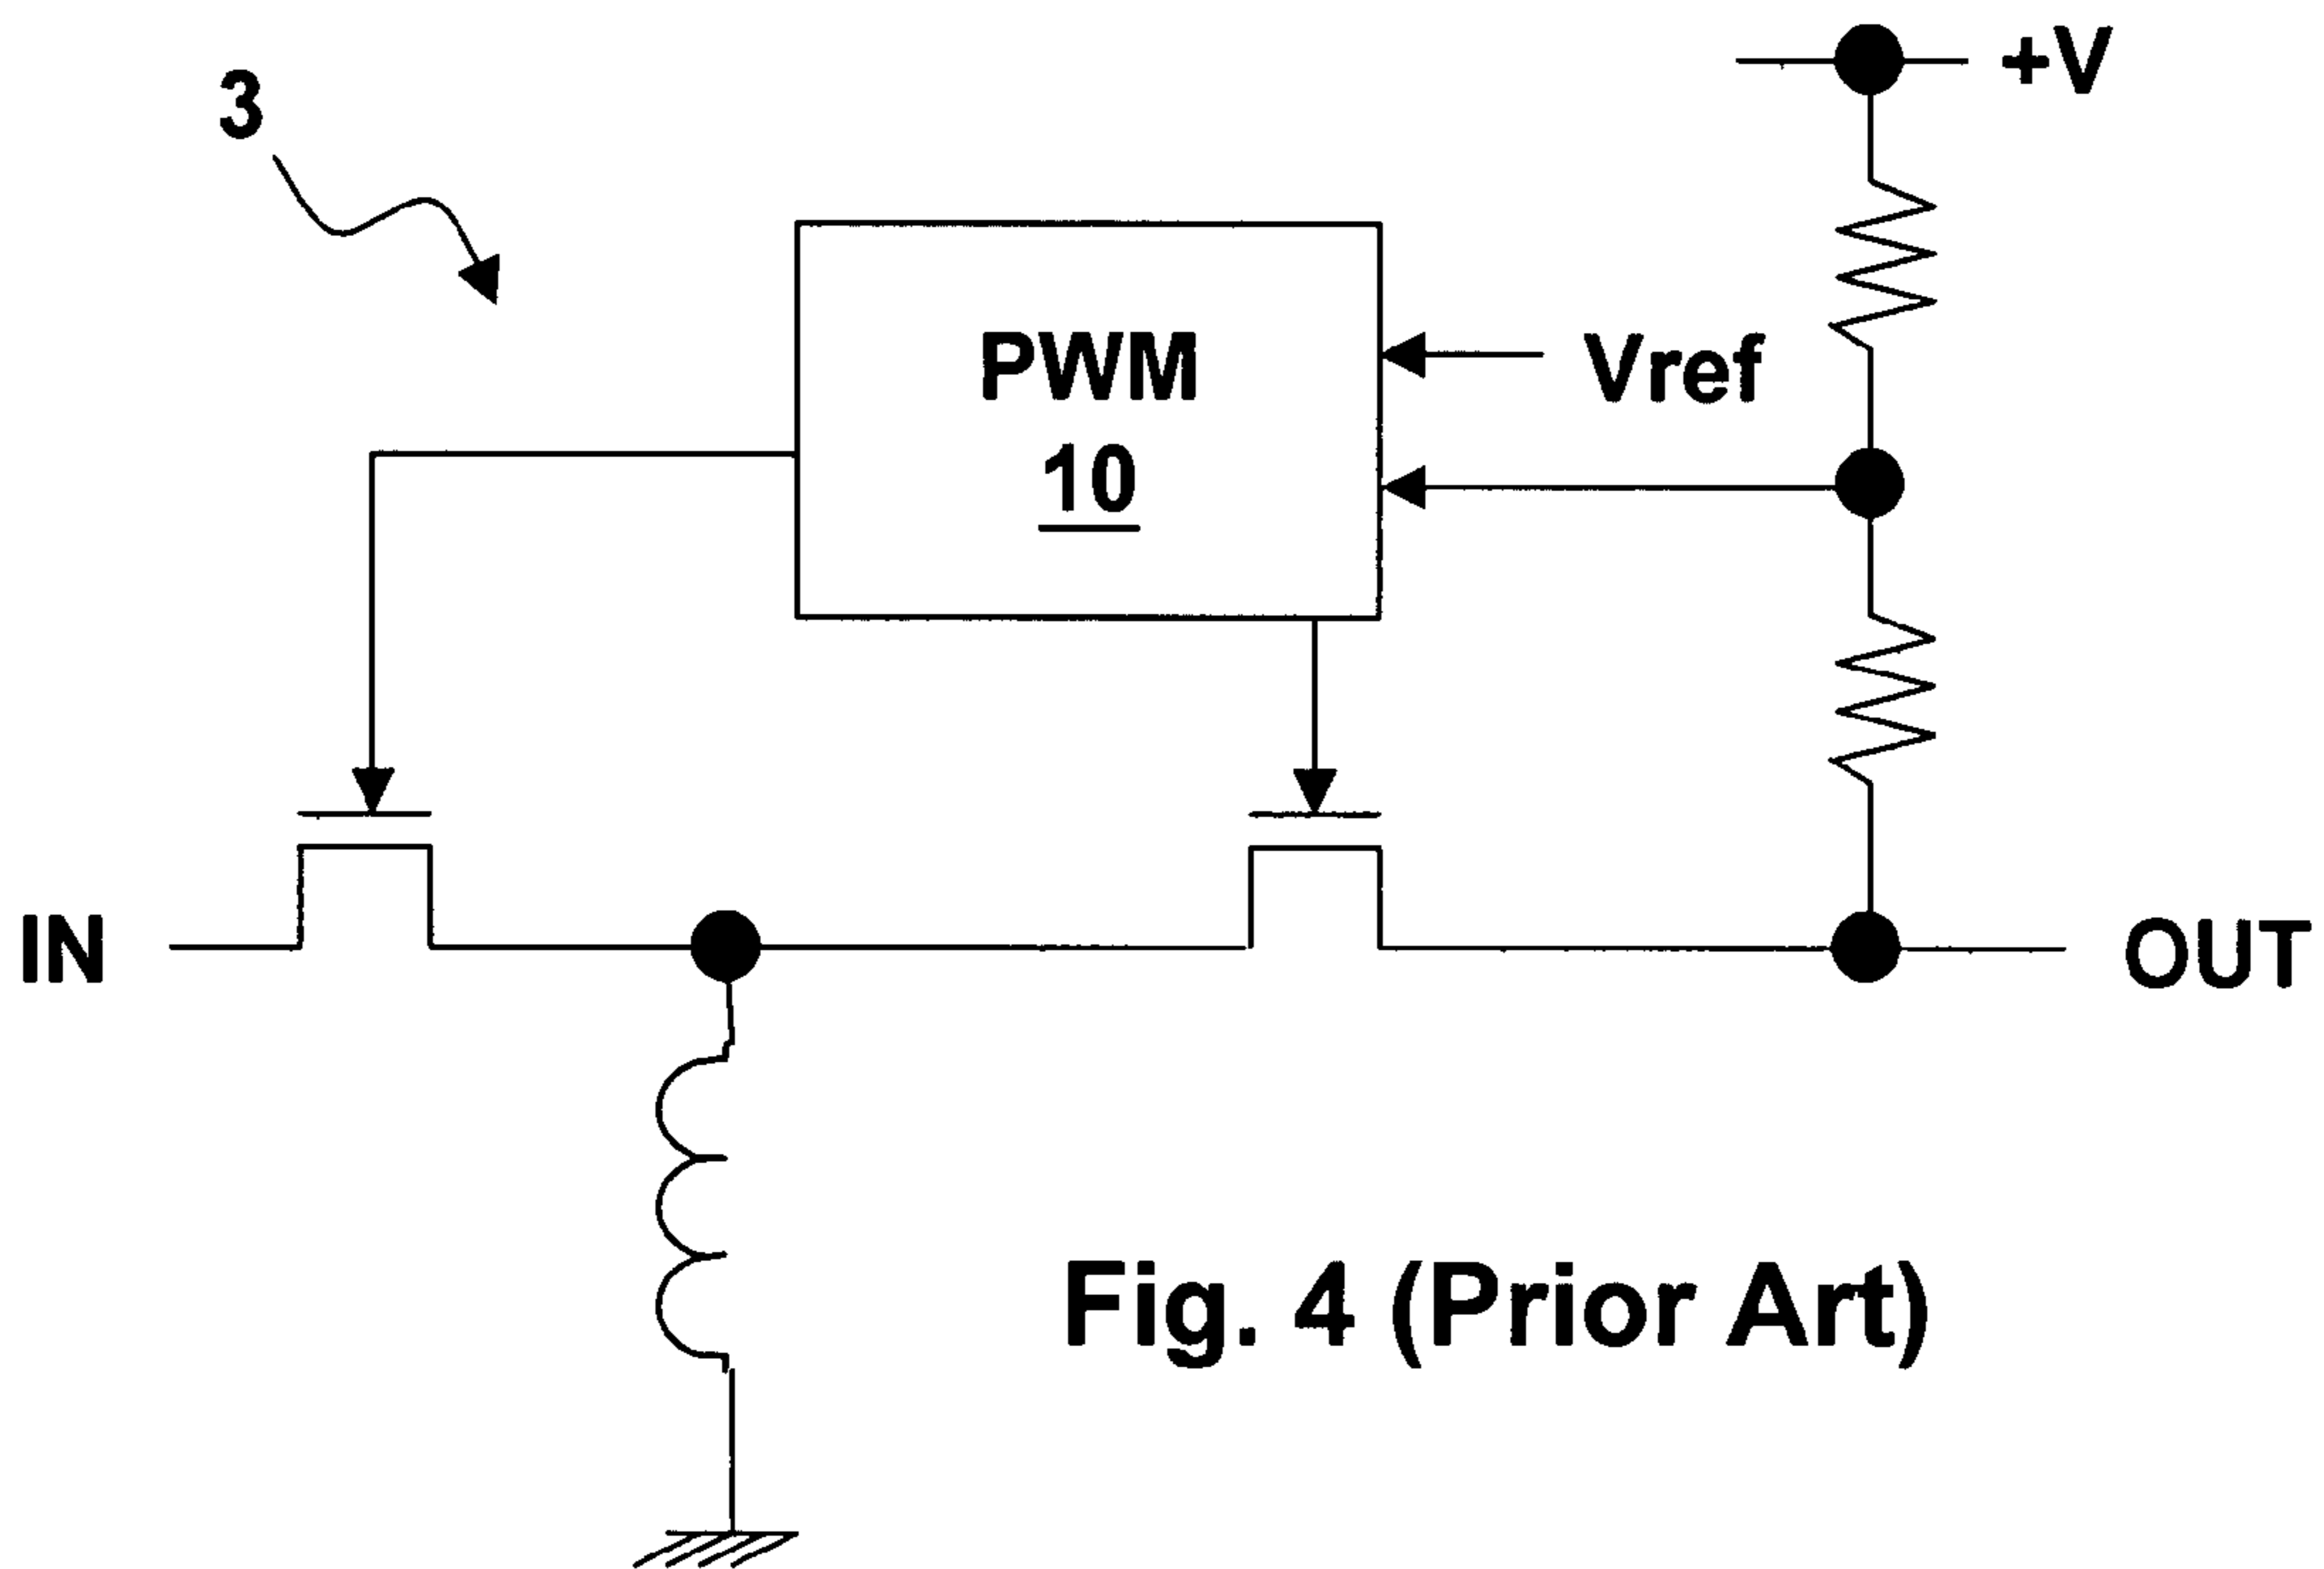 +V
3
PWM
10
Vref
IN
OUT
Fig. 4 (Prior Art)